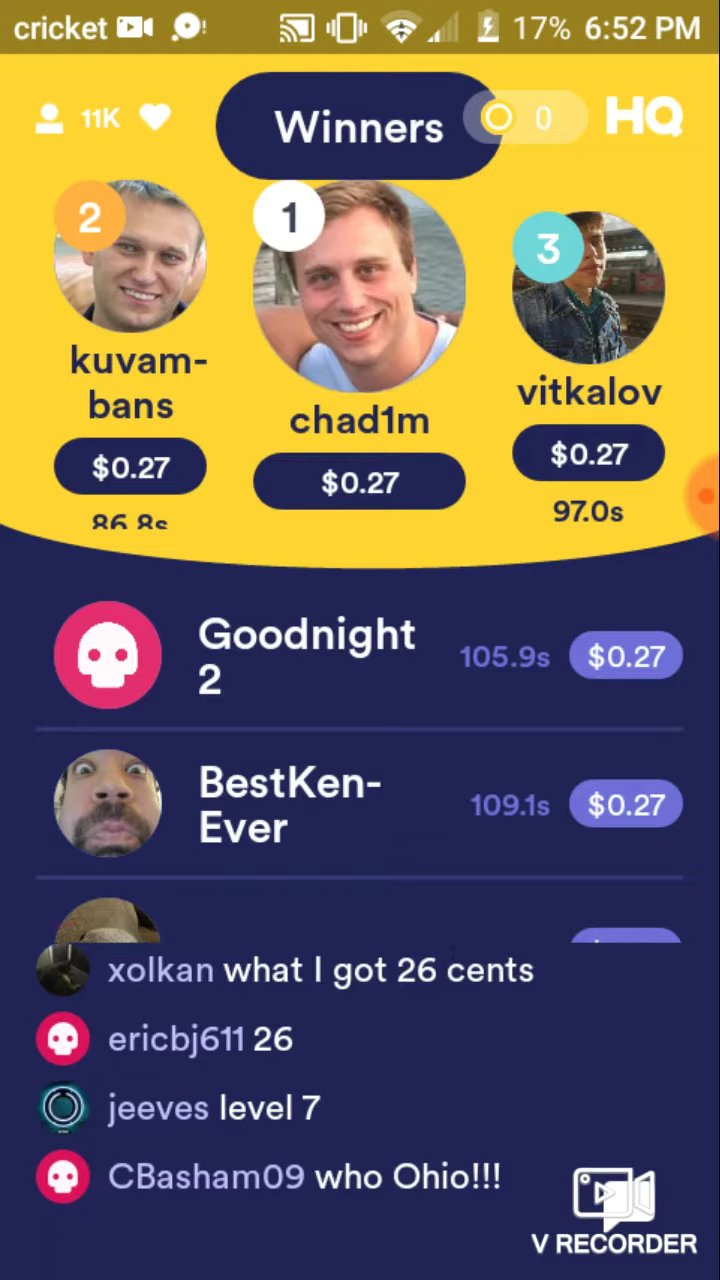 cricket 17% 6:52 PM
11K Winners 0 HQ
2 1 3
kuvam-
bans
chad1m
vitkalov
$0.27 $0.27 $0.27
86.8s 97.0s
Goodnight
2
105.9s $0.27
BestKen-
Ever
109.1s $0.27
xolkan what I got 26 cents
ericbj611 26
jeeves level 7
CBasham09 who Ohio!!!
V RECORDER